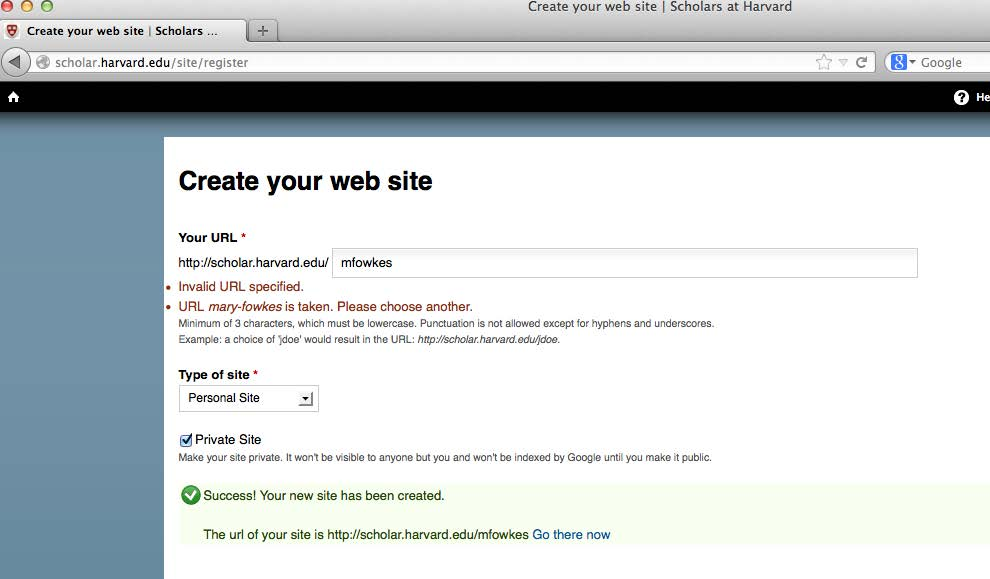 Create your web site | Scholars at Harvard
Create your web site | Scholars ...
scholar.harvard.edu/site/register
Google
Create your web site
Your URL *
http://scholar.harvard.edu/ mfowkes
Invalid URL specified.
URL mary-fowkes is taken. Please choose another.
Minimum of 3 characters, which must be lowercase. Punctuation is not allowed except for hyphens and underscores.
Example: a choice of 'jdoe' would result in the URL: http://scholar.harvard.edu/jdoe.
Type of site *
Personal Site
Private Site
Make your site private. It won't be visible to anyone but you and won't be indexed by Google until you make it public.
Success! Your new site has been created.
The url of your site is http://scholar.harvard.edu/mfowkes Go there now